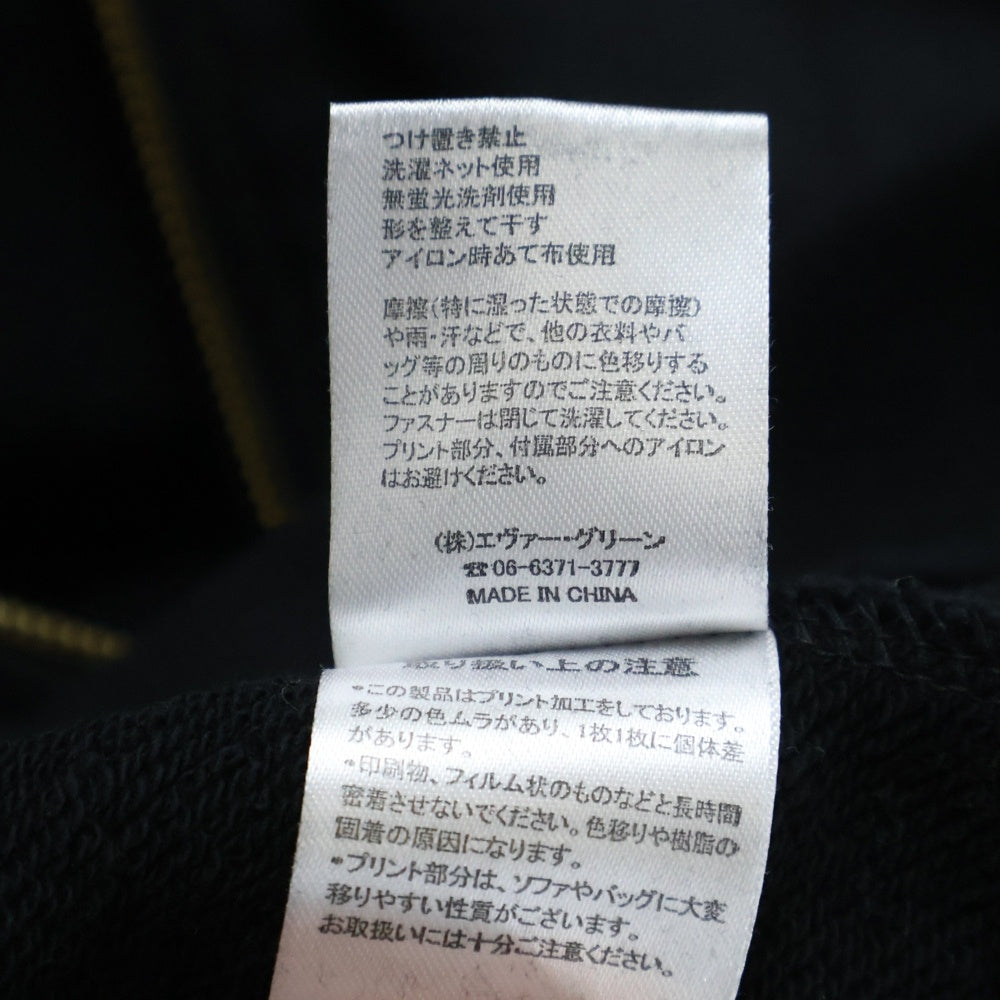 つけ置き禁止
洗濯ネット使用
無蛍光洗剤使用
形を整えて干す
アイロン時あて布使用
摩擦(特に湿った状態での摩擦)
や雨・汗などで、他の衣料やバ
ッグ等の周りのものに色移りする
ことがありますのでご注意ください。
ファスナーは閉じて洗濯してください。
プリント部分、付属部分へのアイロン
はお避けください。
(株)エヴァー・グリーン
☎06-6371-3777
MADE IN CHINA
取り扱い上の注意
*この製品はプリント加工をしております。
多少の色ムラがあり、1枚1枚に個体差
があります。
*印刷物、フィルム状のものなどと長時間
密着させないでください。色移りや樹脂の
固着の原因になります。
*プリント部分は、ソファやバッグに大変
移りやすい性質がございます。
お取扱いには十分ご注意ください。